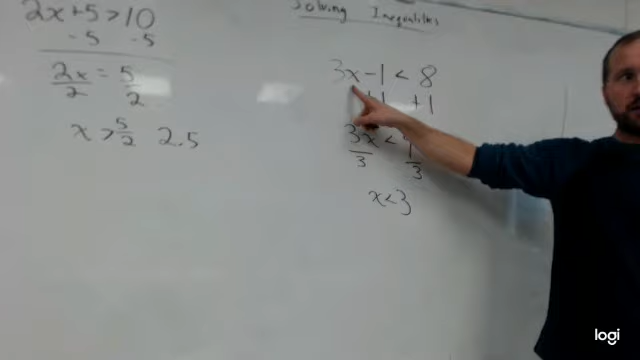 Solving Inequalities
2x+5>10
-5 -5
2x = 5
2 2
x > 5/2 2.5
3x-1 < 8
+1 +1
3x <
3 3
x<3
logi